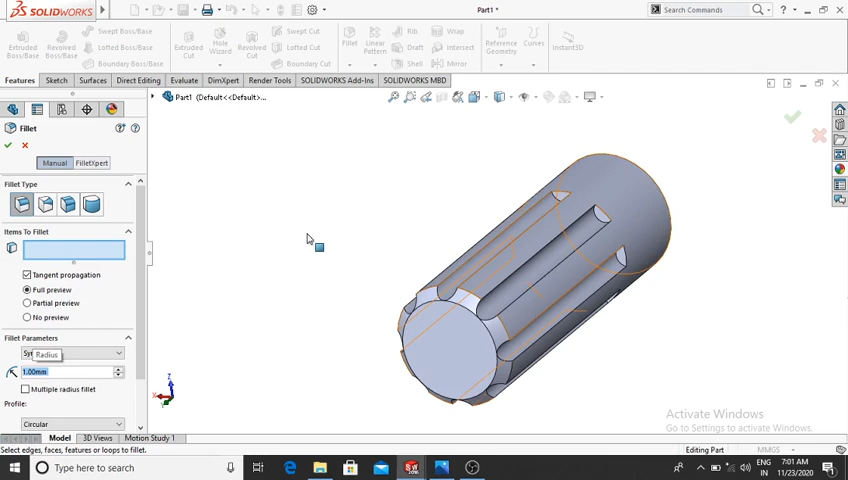 SOLIDWORKS
Part1 *
Search Commands
Extruded Boss/Base
Revolved Boss/Base
Swept Boss/Base
Lofted Boss/Base
Boundary Boss/Base
Extruded Cut
Hole Wizard
Revolved Cut
Swept Cut
Lofted Cut
Boundary Cut
Fillet
Linear Pattern
Rib
Draft
Shell
Wrap
Intersect
Mirror
Reference Geometry
Curves
Instant3D
Features
Sketch
Surfaces
Direct Editing
Evaluate
DimXpert
Render Tools
SOLIDWORKS Add-Ins
SOLIDWORKS MBD
Part1 (Default<<Default>...
Fillet
Manual
FilletXpert
Fillet Type
Items To Fillet
Tangent propagation
Full preview
Partial preview
No preview
Fillet Parameters
Radius
1.00mm
Multiple radius fillet
Profile:
Circular
Z
X
Y
Activate Windows
Go to Settings to activate Windows.
Model
3D Views
Motion Study 1
Select edges, faces, features or loops to fillet.
Editing Part
MMGS
Type here to search
ENG
IN
7:01 AM
11/23/2020